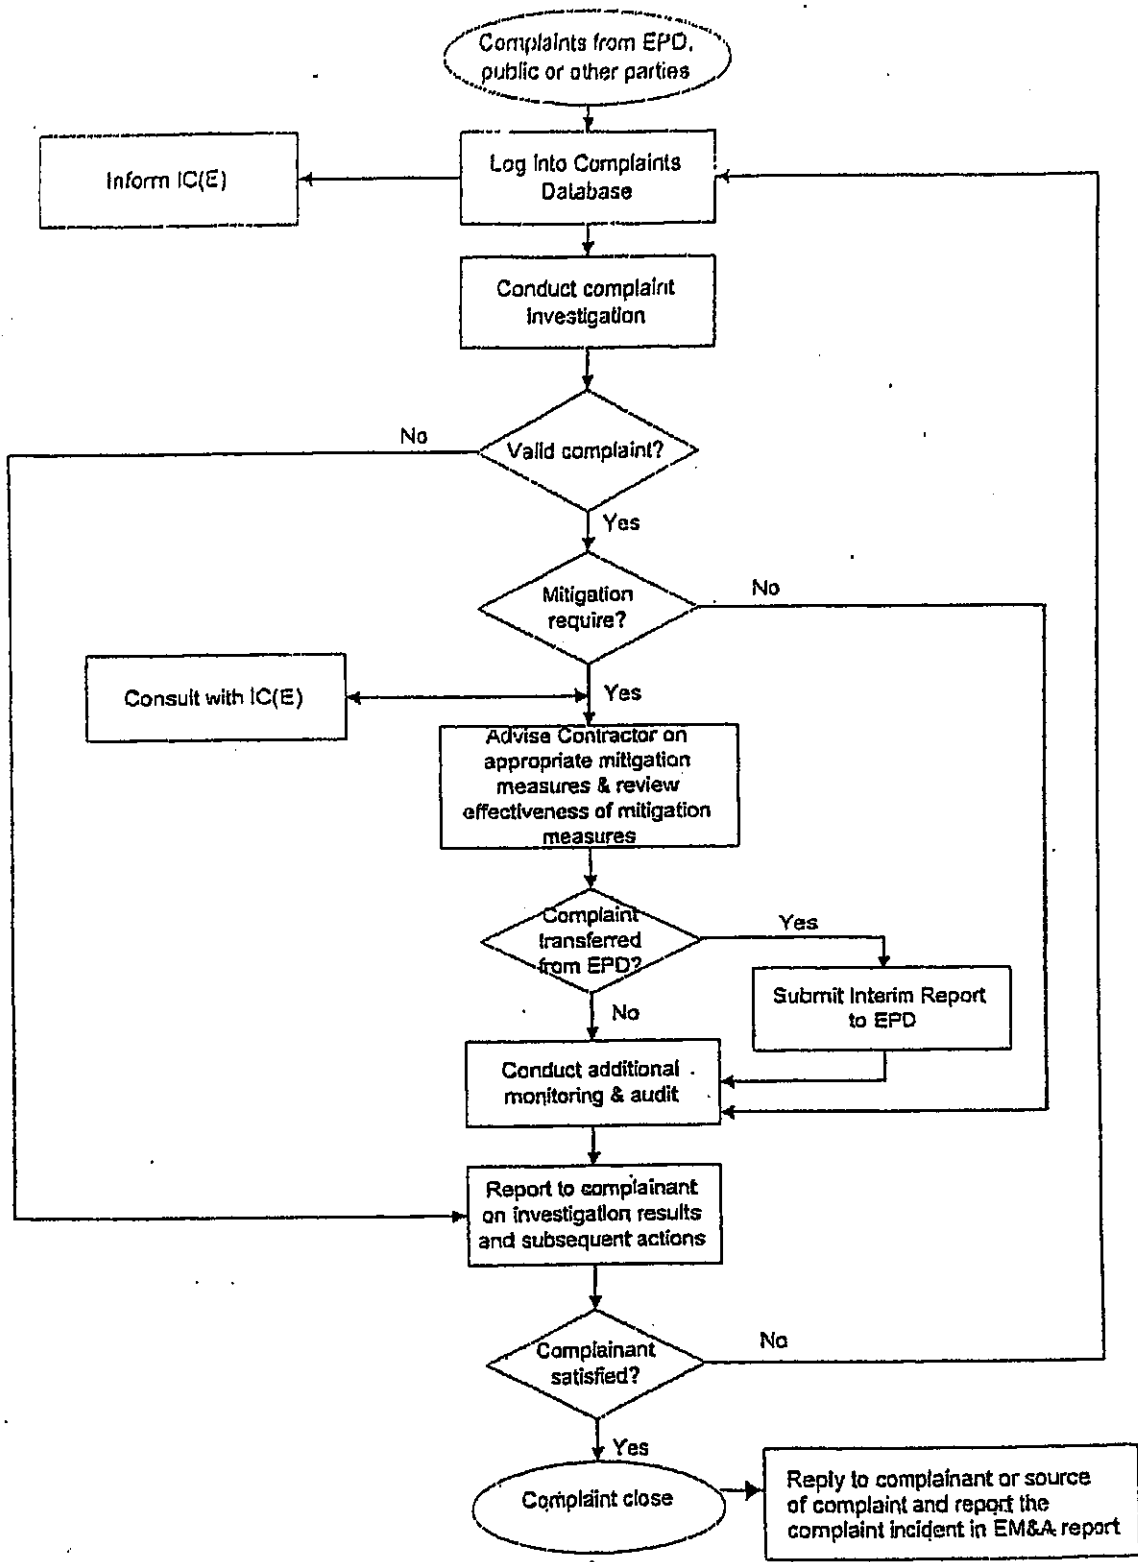 Complaints from EPD,
public or other parties
Inform IC(E)
Log into Complaints
Database
Conduct complaint
investigation
No
Valid complaint?
Yes
Mitigation
require?
No
Consult with IC(E)
Yes
Advise Contractor on
appropriate mitigation
measures & review
effectiveness of mitigation
measures
Complaint
transferred
from EPD?
Yes
Submit Interim Report
to EPD
No
Conduct additional
monitoring & audit
Report to complainant
on investigation results
and subsequent actions
Complainant
satisfied?
No
Yes
Complaint close
Reply to complainant or source
of complaint and report the
complaint incident in EM&A report